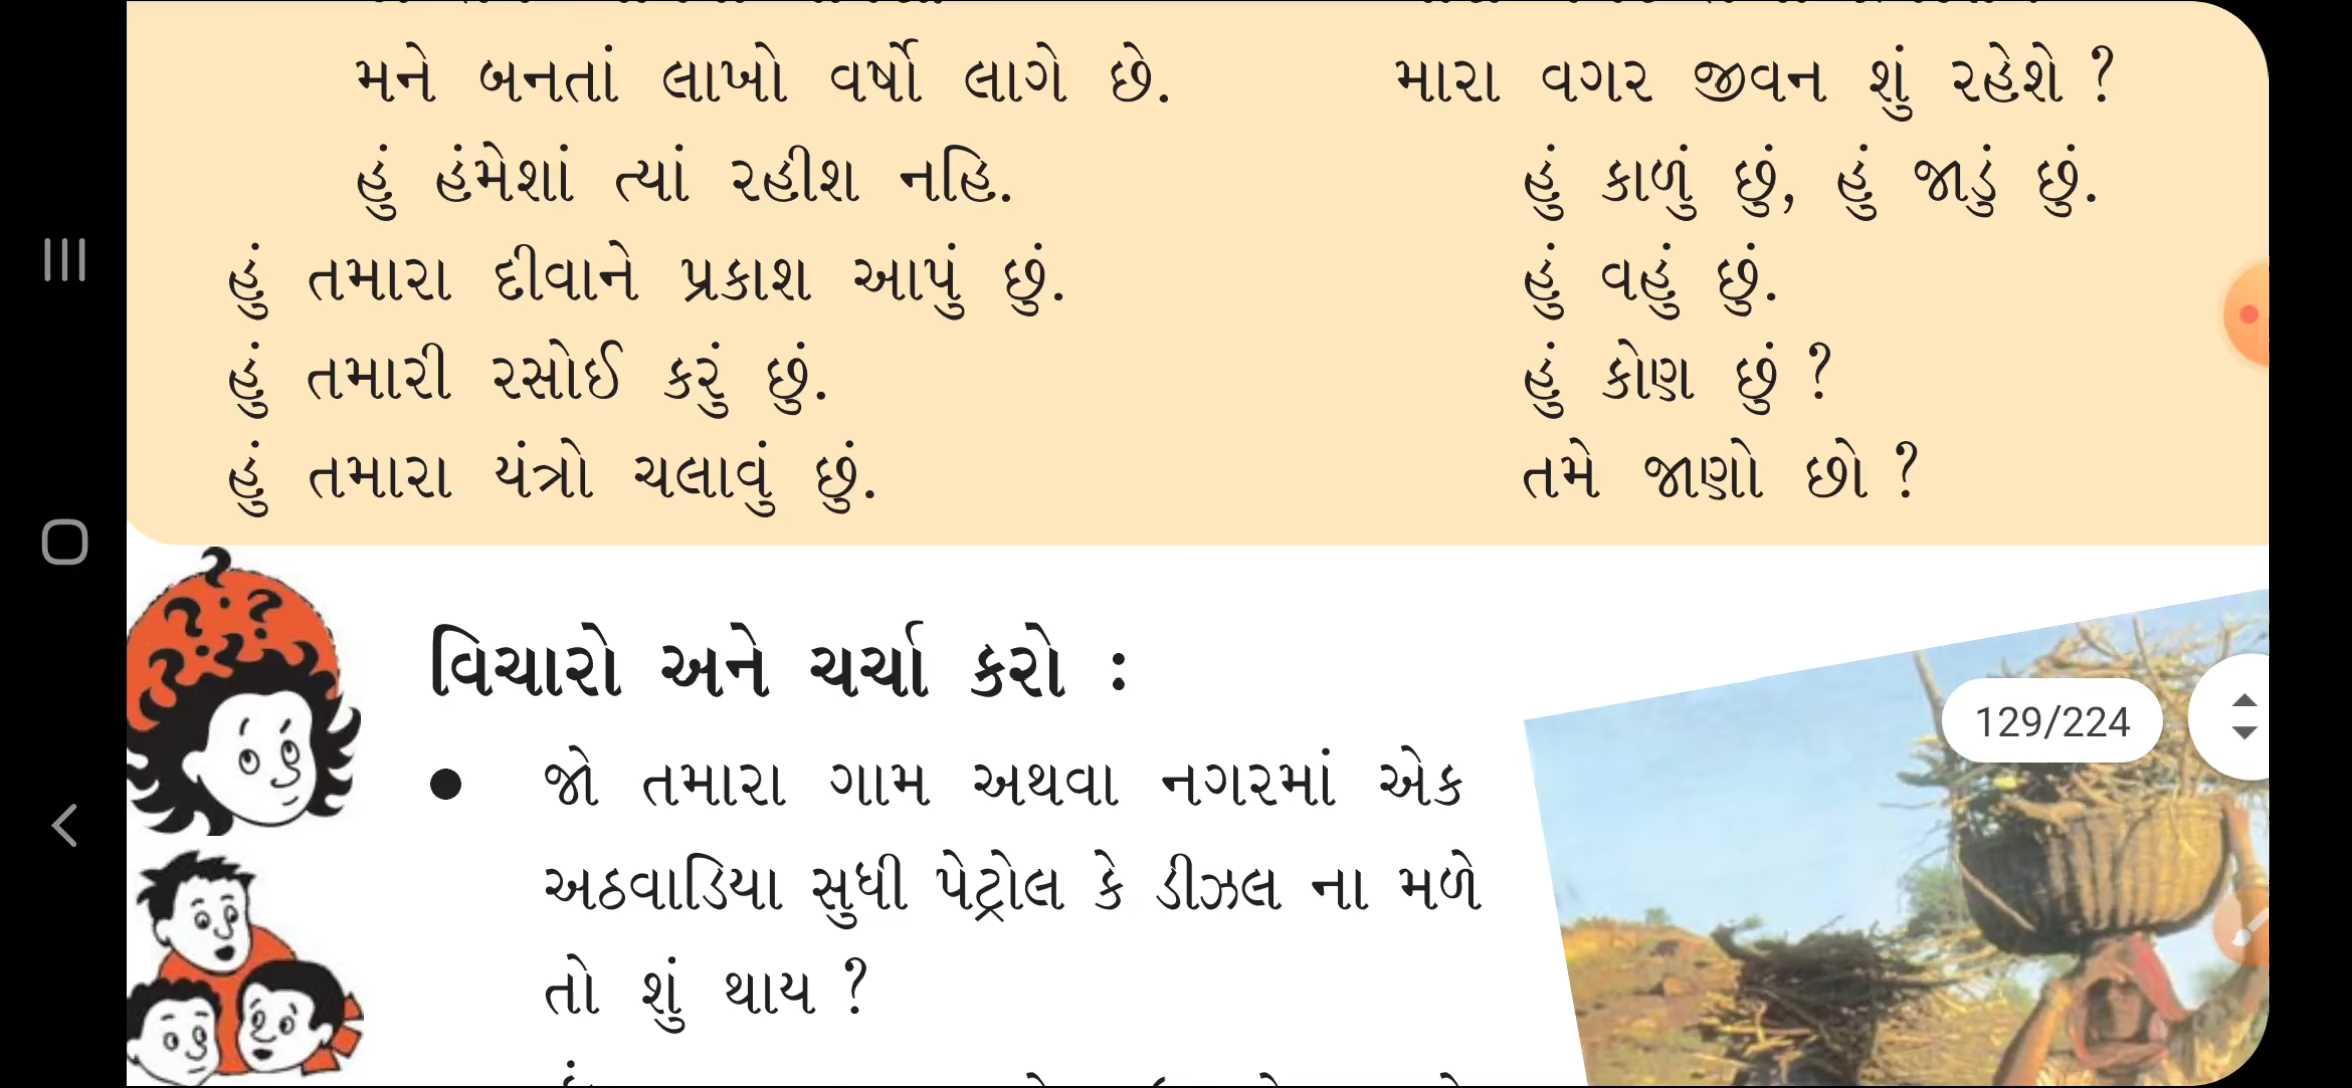 મને બનતાં લાખો વર્ષો લાગે છે.
હું હંમેશાં ત્યાં રહીશ નહિ.
હું તમારા દીવાને પ્રકાશ આપું છું.
હું તમારી રસોઈ કરું છું.
હું તમારા યંત્રો ચલાવું છું.
મારા વગર જીવન શું રહેશે ?
હું કાળું છું, હું જાડું છું.
હું વહું છું.
હું કોણ છું ?
તમે જાણો છો ?
વિચારો અને ચર્ચા કરો :
● જો તમારા ગામ અથવા નગરમાં એક
અઠવાડિયા સુધી પેટ્રોલ કે ડીઝલ ના મળે
તો શું થાય ?
129/224